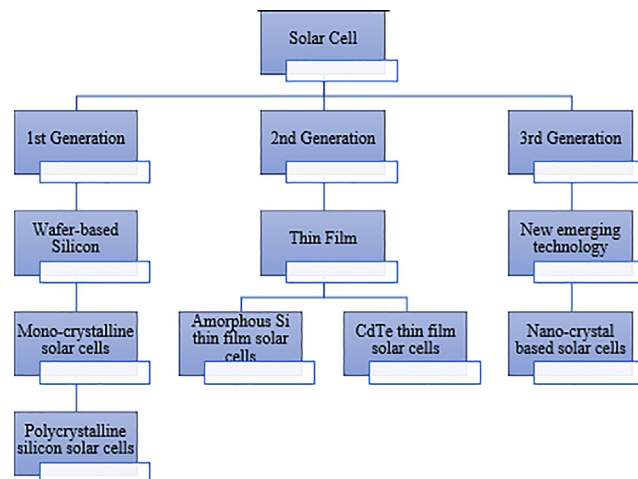 Solar Cell
1st Generation
2nd Generation
3rd Generation
Wafer-based
Silicon
Thin Film
New emerging
technology
Mono-crystalline
solar cells
Amorphous Si
thin film solar
cells
CdTe thin film
solar cells
Nano-crystal
based solar cells
Polycrystalline
silicon solar cells